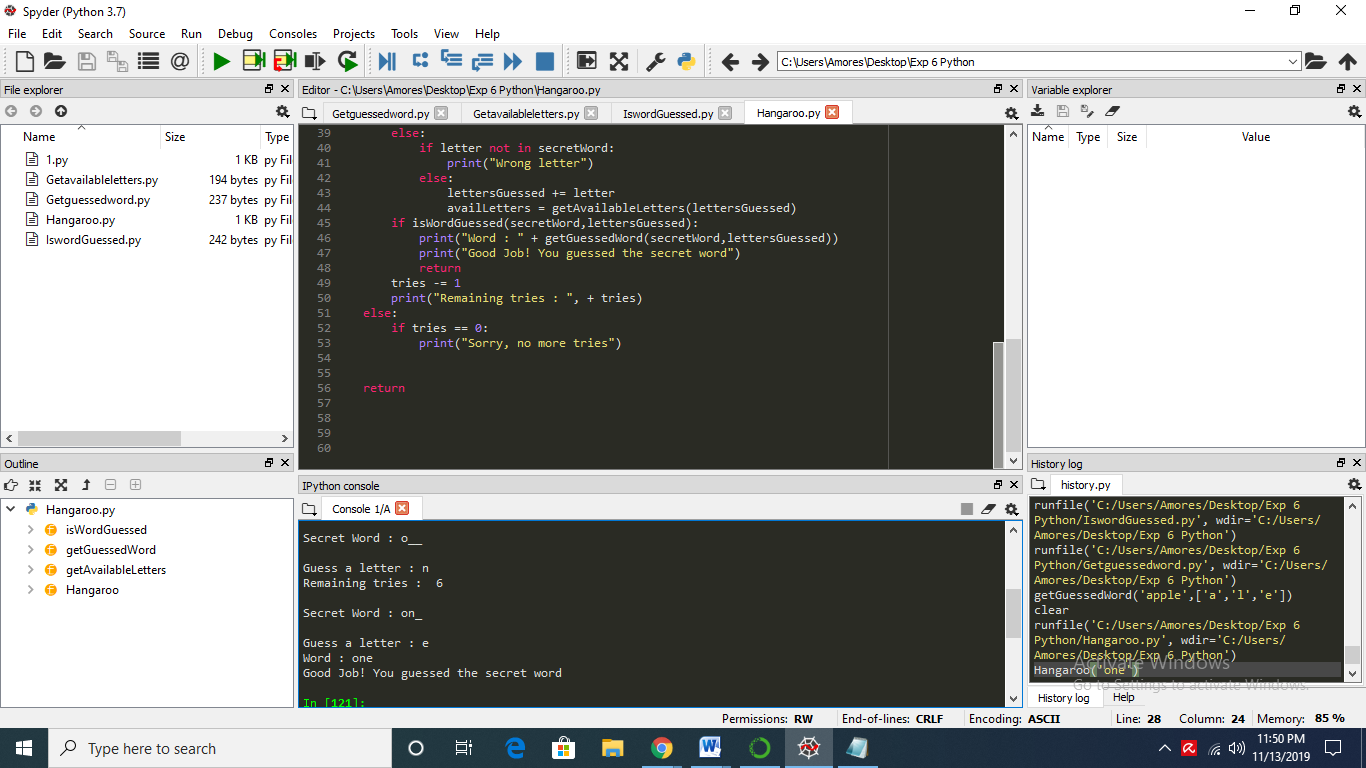 Spyder (Python 3.7)
File Edit Search Source Run Debug Consoles Projects Tools View Help
C:\Users\Amores\Desktop\Exp 6 Python
File explorer
Name Size Type
1.py 1 KB py Fil
Getavailableletters.py 194 bytes py Fil
Getguessedword.py 237 bytes py Fil
Hangaroo.py 1 KB py Fil
IswordGuessed.py 242 bytes py Fil
Outline
Hangaroo.py
isWordGuessed
getGuessedWord
getAvailableLetters
Hangaroo
Editor - C:\Users\Amores\Desktop\Exp 6 Python\Hangaroo.py
Getguessedword.py Getavailableletters.py IswordGuessed.py Hangaroo.py
39 else:
40 if letter not in secretWord:
41 print("Wrong letter")
42 else:
43 lettersGuessed += letter
44 availLetters = getAvailableLetters(lettersGuessed)
45 if isWordGuessed(secretWord,lettersGuessed):
46 print("Word : " + getGuessedWord(secretWord,lettersGuessed))
47 print("Good Job! You guessed the secret word")
48 return
49 tries -= 1
50 print("Remaining tries : ", + tries)
51 else:
52 if tries == 0:
53 print("Sorry, no more tries")
54
55
56 return
57
58
59
60
IPython console
Console 1/A
Secret Word : o__
Guess a letter : n
Remaining tries :  6
Secret Word : on_
Guess a letter : e
Word : one
Good Job! You guessed the secret word
In [121]:
Variable explorer
Name Type Size Value
History log
history.py
runfile('C:/Users/Amores/Desktop/Exp 6
Python/IswordGuessed.py', wdir='C:/Users/
Amores/Desktop/Exp 6 Python')
runfile('C:/Users/Amores/Desktop/Exp 6
Python/Getguessedword.py', wdir='C:/Users/
Amores/Desktop/Exp 6 Python')
getGuessedWord('apple',['a','l','e'])
clear
runfile('C:/Users/Amores/Desktop/Exp 6
Python/Hangaroo.py', wdir='C:/Users/
Amores/Desktop/Exp 6 Python')
Hangaroo('one')
Activate Windows
Go to Settings to activate Windows.
History log Help
Permissions: RW End-of-lines: CRLF Encoding: ASCII Line: 28 Column: 24 Memory: 85 %
Type here to search
11:50 PM
11/13/2019